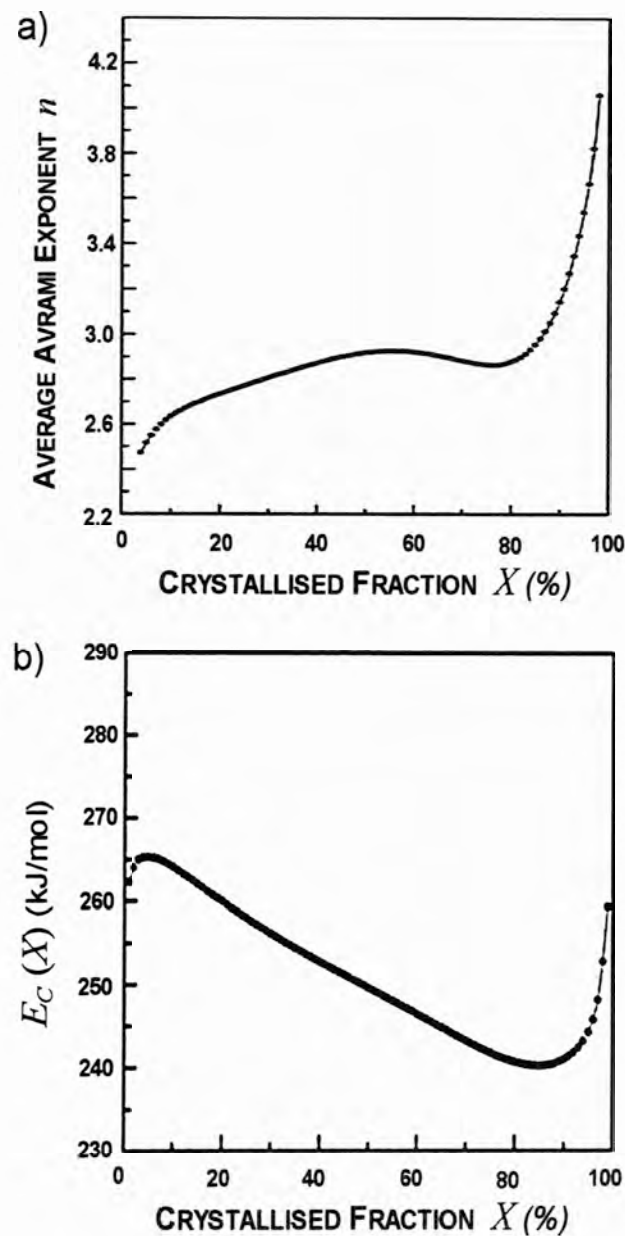 a)
AVERAGE AVRAMI EXPONENT n
4.2
3.8
3.4
3.0
2.6
2.2
0 20 40 60 80 100
CRYSTALLISED FRACTION X (%)
b)
E_C (X) (kJ/mol)
290
280
270
260
250
240
230
0 20 40 60 80 100
CRYSTALLISED FRACTION X (%)